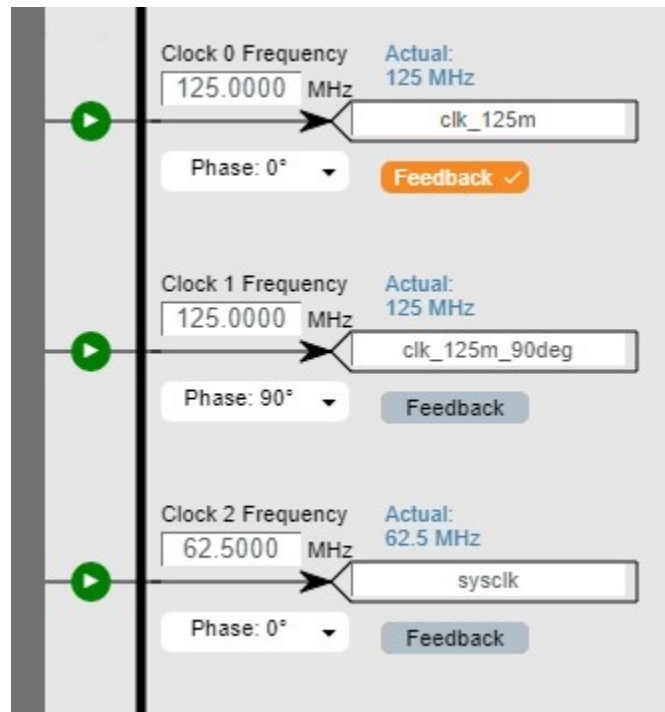 Clock 0 Frequency
Actual:
125.0000 MHz
125 MHz
clk_125m
Phase: 0°
Feedback
Clock 1 Frequency
Actual:
125.0000 MHz
125 MHz
clk_125m_90deg
Phase: 90°
Feedback
Clock 2 Frequency
Actual:
62.5000 MHz
62.5 MHz
sysclk
Phase: 0°
Feedback